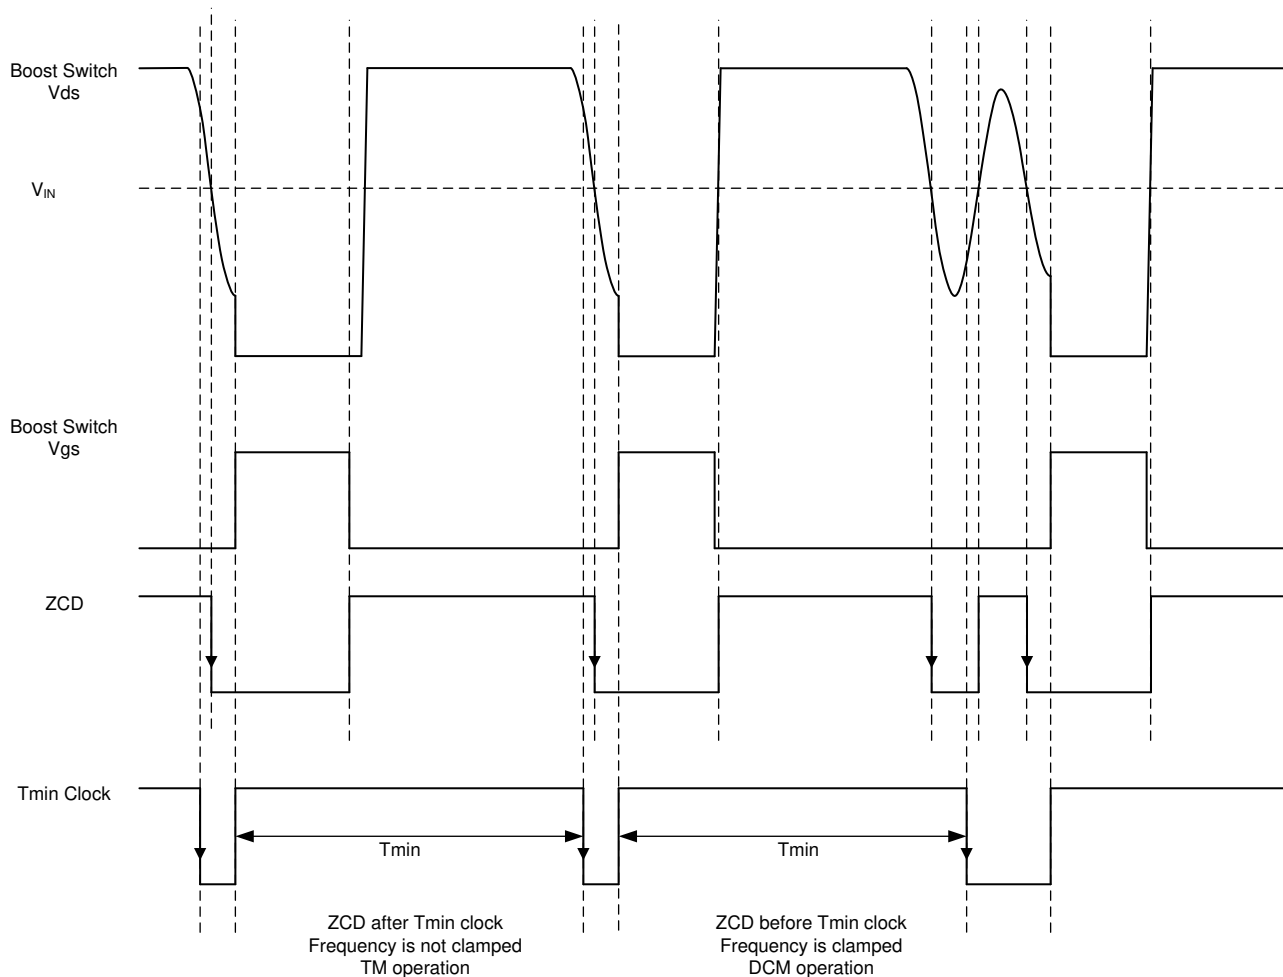 Boost Switch
Vds
VIN
Boost Switch
Vgs
ZCD
Tmin Clock
Tmin
Tmin
ZCD after Tmin clock
Frequency is not clamped
TM operation
ZCD before Tmin clock
Frequency is clamped
DCM operation